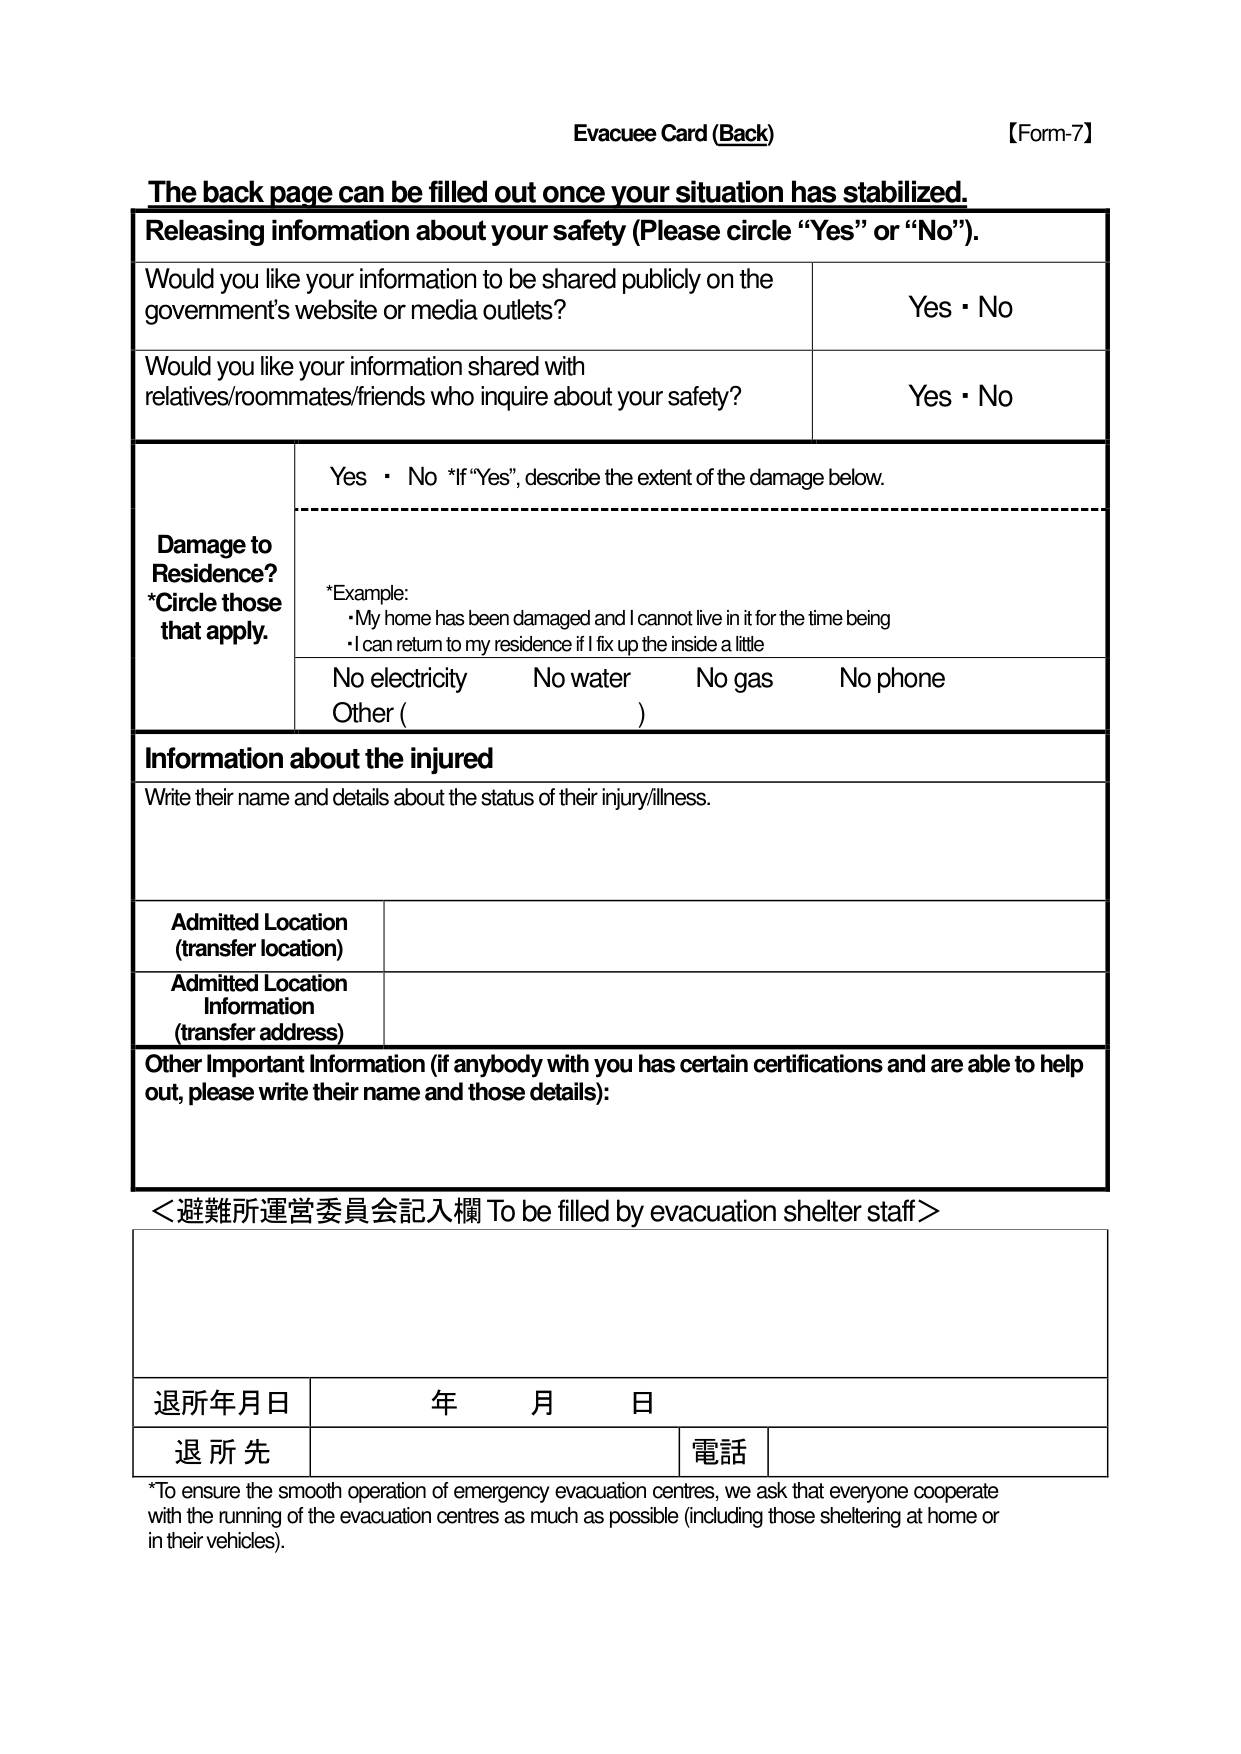 Evacuee Card (Back)
【Form-7】
The back page can be filled out once your situation has stabilized.
Releasing information about your safety (Please circle “Yes” or “No”).
Would you like your information to be shared publicly on the
government’s website or media outlets?
Yes・No
Would you like your information shared with
relatives/roommates/friends who inquire about your safety?
Yes・No
Damage to
Residence?
*Circle those
that apply.
Yes ・ No *If “Yes”, describe the extent of the damage below.
*Example:
・My home has been damaged and I cannot live in it for the time being
・I can return to my residence if I fix up the inside a little
No electricity No water No gas No phone
Other ( )
Information about the injured
Write their name and details about the status of their injury/illness.
Admitted Location
(transfer location)
Admitted Location
Information
(transfer address)
Other Important Information (if anybody with you has certain certifications and are able to help
out, please write their name and those details):
＜避難所運営委員会記入欄 To be filled by evacuation shelter staff＞
退所年月日 年 月 日
退 所 先 電話
*To ensure the smooth operation of emergency evacuation centres, we ask that everyone cooperate
with the running of the evacuation centres as much as possible (including those sheltering at home or
in their vehicles).